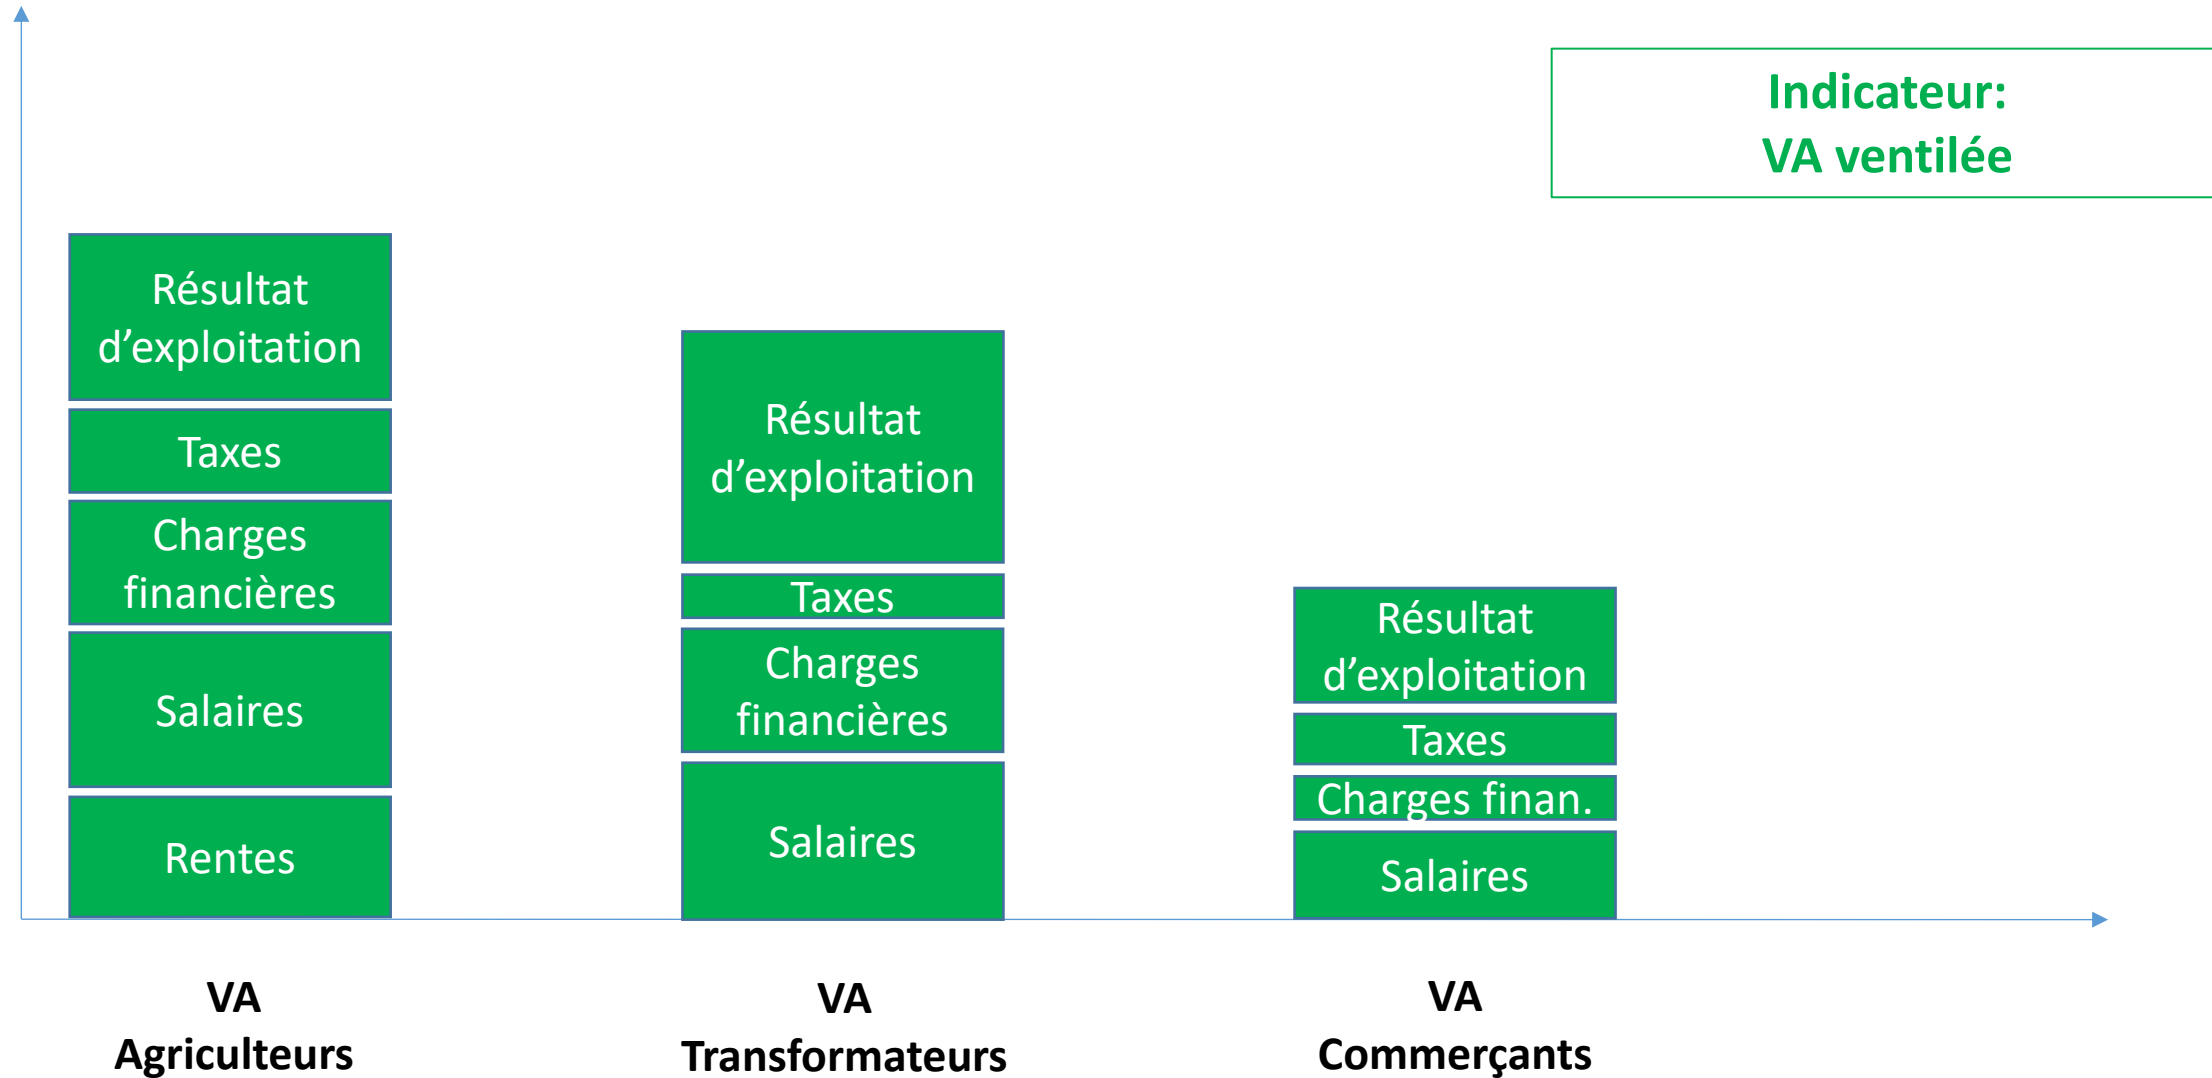 Indicateur:
VA ventilée
Résultat
d’exploitation
Taxes
Charges
financières
Salaires
Rentes
Résultat
d’exploitation
Taxes
Charges
financières
Salaires
Résultat
d’exploitation
Taxes
Charges finan.
Salaires
VA
Agriculteurs
VA
Transformateurs
VA
Commerçants